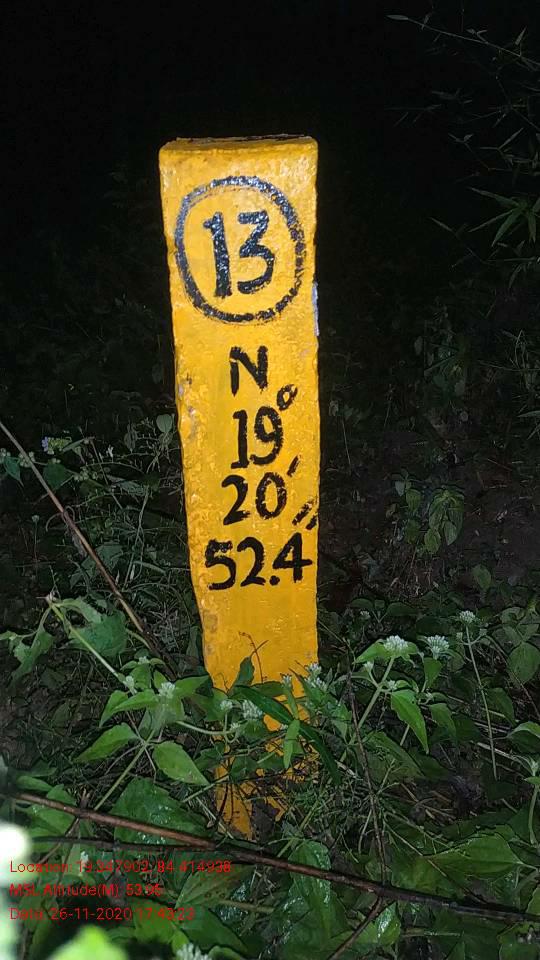 13
N
19°
20'
52.4"
Location: 19.347902, 84.414938
MSL Altitude(M): 53.05
Date: 26-11-2020 17:43:23